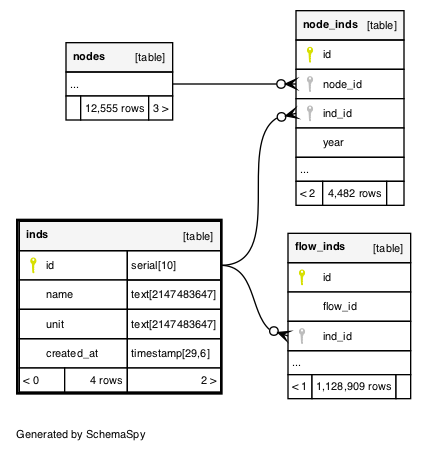 nodes [table]
...
12,555 rows 3 >
node_inds [table]
id
node_id
ind_id
year
...
< 2 4,482 rows
inds [table]
id serial[10]
name text[2147483647]
unit text[2147483647]
created_at timestamp[29,6]
< 0 4 rows 2 >
flow_inds [table]
id
flow_id
ind_id
...
< 1 1,128,909 rows
Generated by SchemaSpy